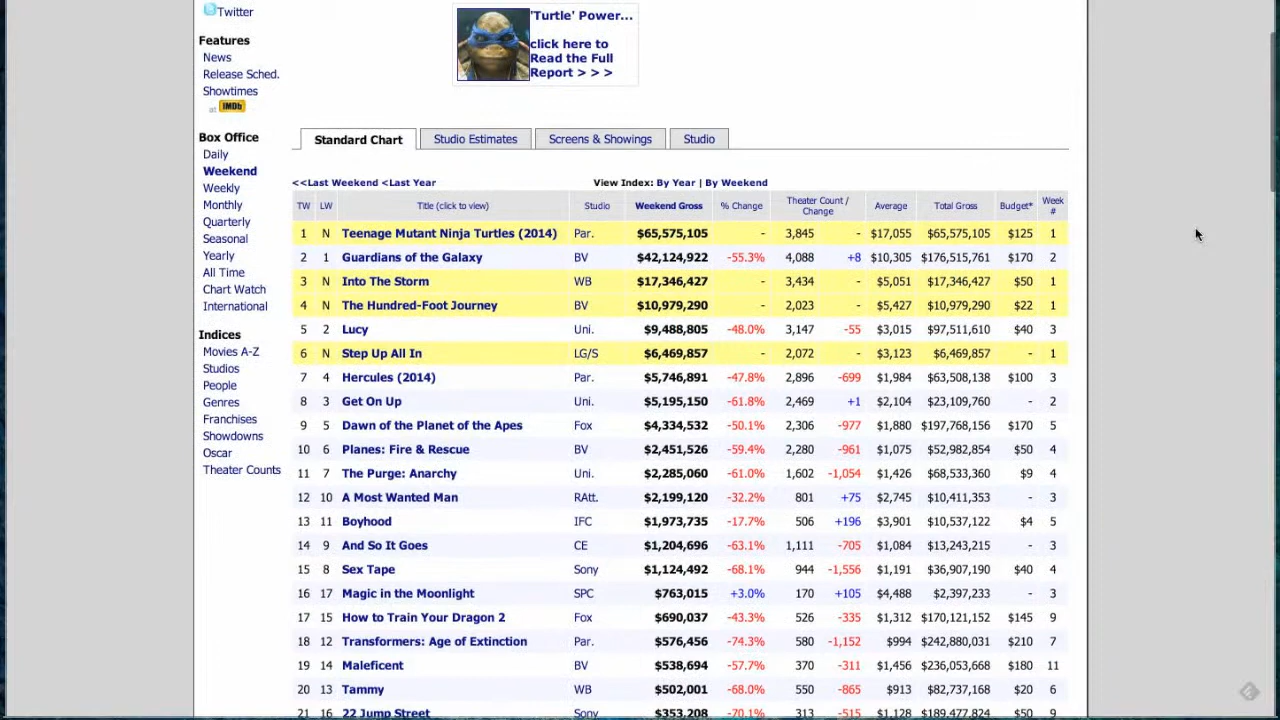 Twitter
Features
News
Release Sched.
Showtimes
at IMDb
'Turtle' Power...
click here to
Read the Full
Report > > >
Box Office
Daily
Weekend
Weekly
Monthly
Quarterly
Seasonal
Yearly
All Time
Chart Watch
International
Indices
Movies A-Z
Studios
People
Genres
Franchises
Showdowns
Oscar
Theater Counts
Standard Chart Studio Estimates Screens & Showings Studio
<<Last Weekend <Last Year View Index: By Year | By Weekend
TW LW Title (click to view) Studio Weekend Gross % Change Theater Count / Change Average Total Gross Budget* Week #
1 N Teenage Mutant Ninja Turtles (2014) Par. $65,575,105 - 3,845 - $17,055 $65,575,105 $125 1
2 1 Guardians of the Galaxy BV $42,124,922 -55.3% 4,088 +8 $10,305 $176,515,761 $170 2
3 N Into The Storm WB $17,346,427 - 3,434 - $5,051 $17,346,427 $50 1
4 N The Hundred-Foot Journey BV $10,979,290 - 2,023 - $5,427 $10,979,290 $22 1
5 2 Lucy Uni. $9,488,805 -48.0% 3,147 -55 $3,015 $97,511,610 $40 3
6 N Step Up All In LG/S $6,469,857 - 2,072 - $3,123 $6,469,857 - 1
7 4 Hercules (2014) Par. $5,746,891 -47.8% 2,896 -699 $1,984 $63,508,138 $100 3
8 3 Get On Up Uni. $5,195,150 -61.8% 2,469 +1 $2,104 $23,109,760 - 2
9 5 Dawn of the Planet of the Apes Fox $4,334,532 -50.1% 2,306 -977 $1,880 $197,768,156 $170 5
10 6 Planes: Fire & Rescue BV $2,451,526 -59.4% 2,280 -961 $1,075 $52,982,854 $50 4
11 7 The Purge: Anarchy Uni. $2,285,060 -61.0% 1,602 -1,054 $1,426 $68,533,360 $9 4
12 10 A Most Wanted Man RAtt. $2,199,120 -32.2% 801 +75 $2,745 $10,411,353 - 3
13 11 Boyhood IFC $1,973,735 -17.7% 506 +196 $3,901 $10,537,122 $4 5
14 9 And So It Goes CE $1,204,696 -63.1% 1,111 -705 $1,084 $13,243,215 - 3
15 8 Sex Tape Sony $1,124,492 -68.1% 944 -1,556 $1,191 $36,907,190 $40 4
16 17 Magic in the Moonlight SPC $763,015 +3.0% 170 +105 $4,488 $2,397,233 - 3
17 15 How to Train Your Dragon 2 Fox $690,037 -43.3% 526 -335 $1,312 $170,121,152 $145 9
18 12 Transformers: Age of Extinction Par. $576,456 -74.3% 580 -1,152 $994 $242,880,031 $210 7
19 14 Maleficent BV $538,694 -57.7% 370 -311 $1,456 $236,053,668 $180 11
20 13 Tammy WB $502,001 -68.0% 550 -865 $913 $82,737,168 $20 6
21 16 22 Jump Street Sony $353,208 -70.1% 313 -515 $1,128 $189,477,824 $50 9